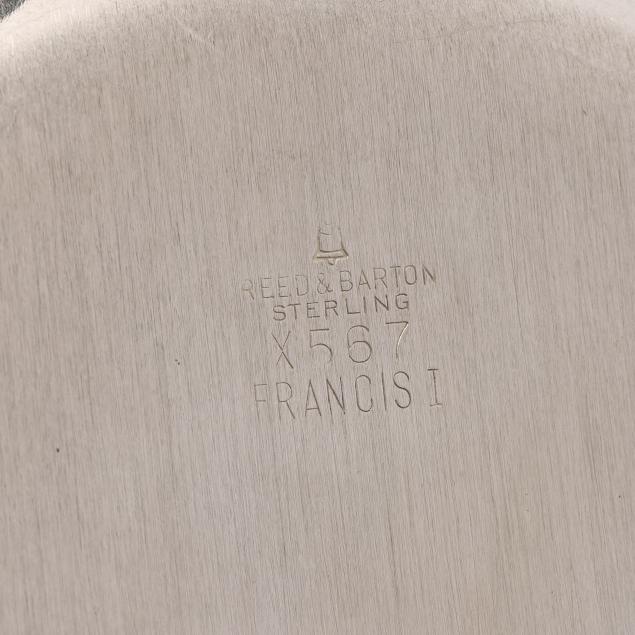 REED & BARTON
STERLING
X567
FRANCIS I